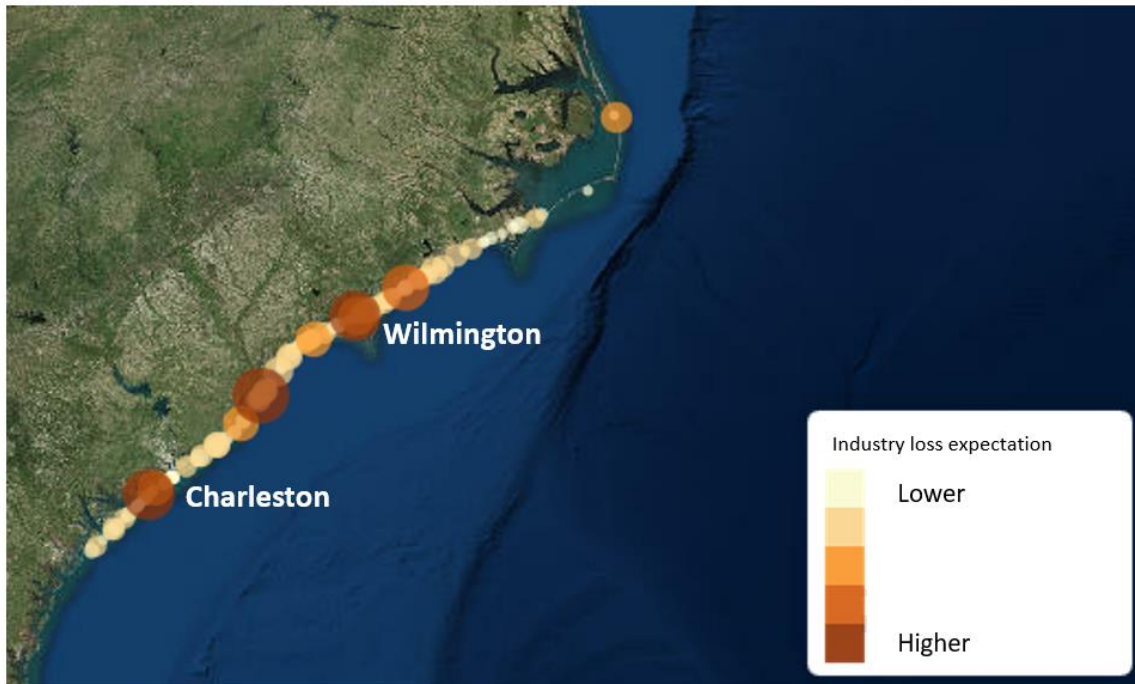 Wilmington
Charleston
Industry loss expectation
Lower
Higher